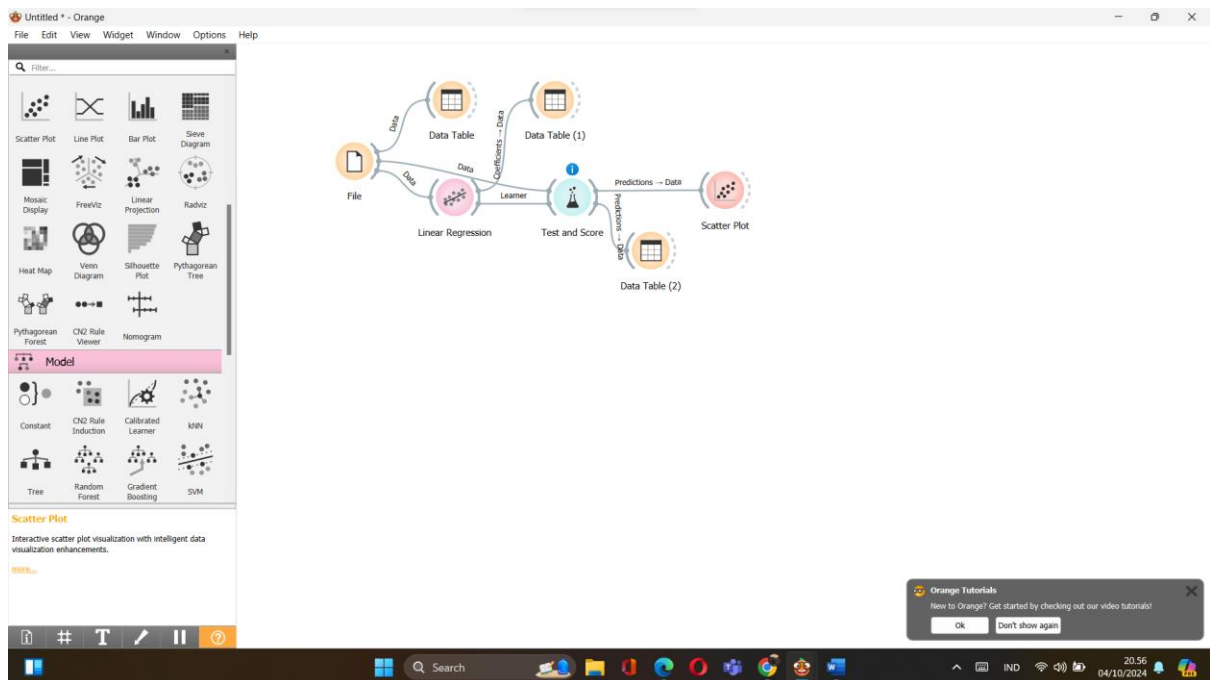 Untitled * - Orange
File Edit View Widget Window Options Help
Filter...
Scatter Plot Line Plot Bar Plot Sieve Diagram
Mosaic Display FreeViz Linear Projection Radviz
Heat Map Venn Diagram Silhouette Plot Pythagorean Tree
Pythagorean Forest CN2 Rule Viewer Nomogram
Model
Constant CN2 Rule Induction Calibrated Learner kNN
Tree Random Forest Gradient Boosting SVM
Scatter Plot
Interactive scatter plot visualization with intelligent data
visualization enhancements.
more...
File
Data
Data Table
Coefficients → Data
Data Table (1)
Data
Data
Linear Regression
Learner
Test and Score
Predictions → Data
Scatter Plot
Predictions → Data
Data Table (2)
Orange Tutorials
New to Orange? Get started by checking out our video tutorials!
Ok Don't show again
Search
IND
20.56
04/10/2024